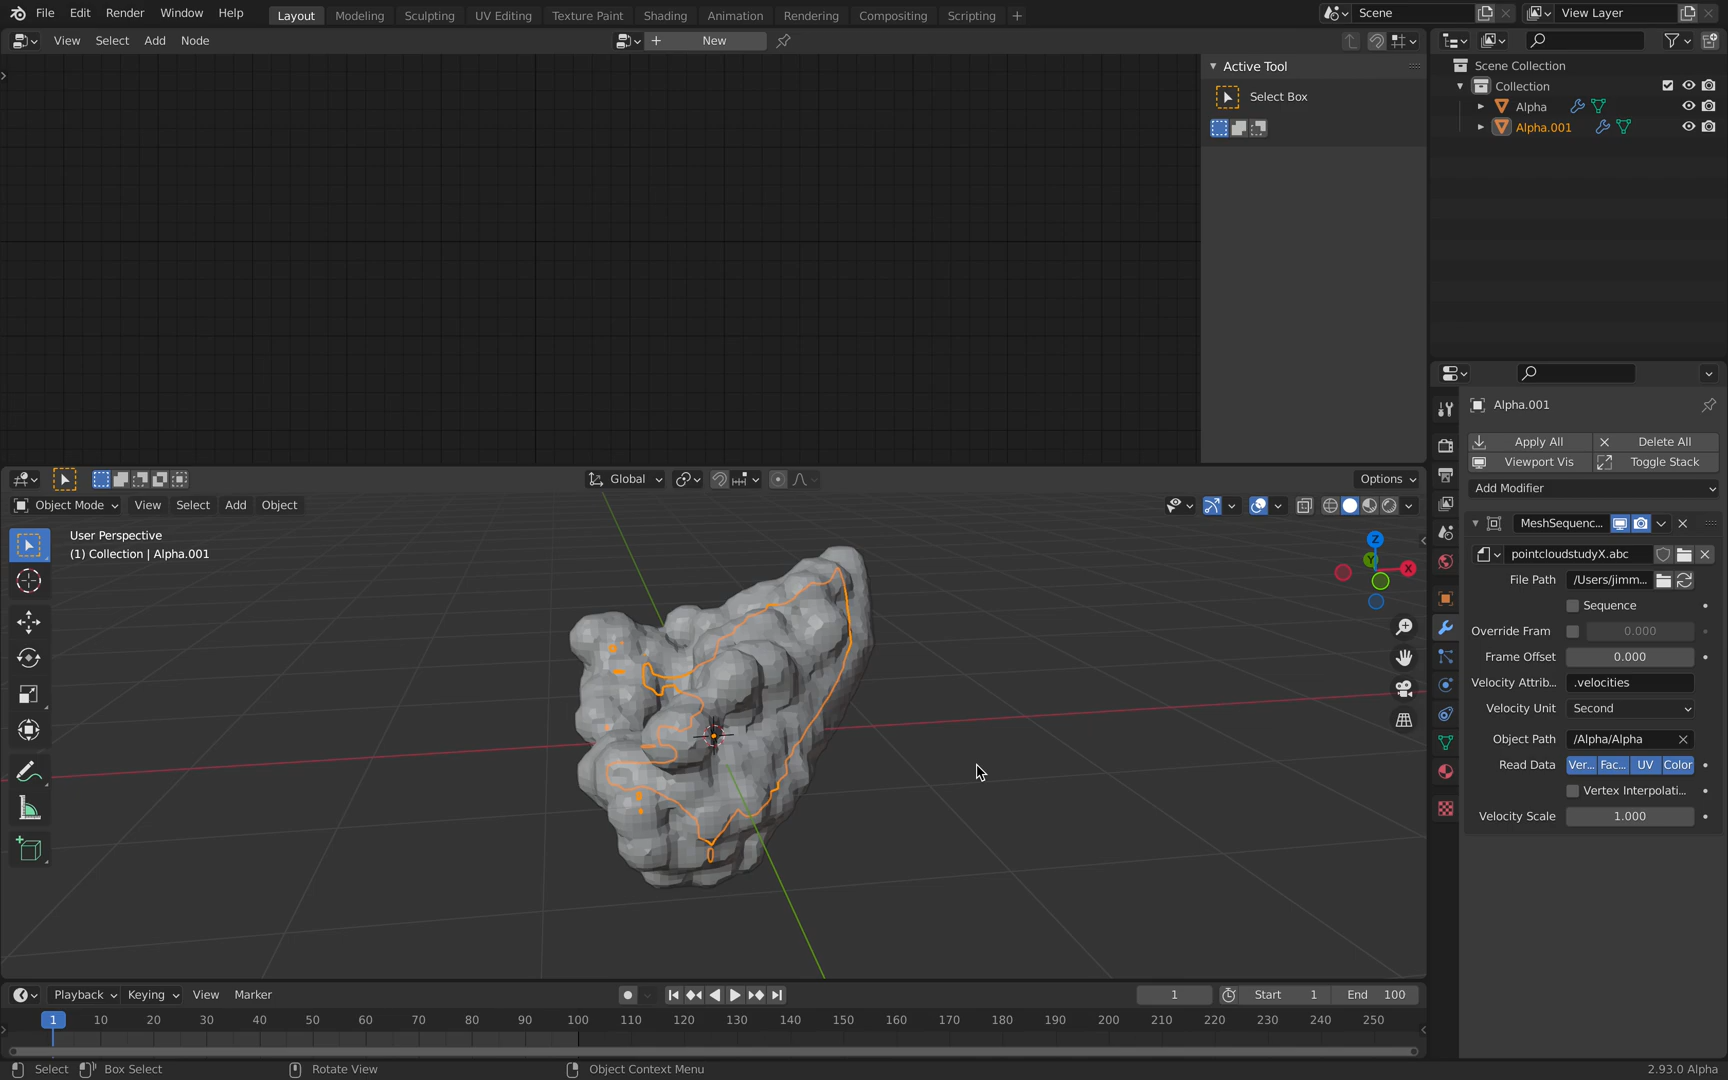 File Edit Render Window Help Layout Modeling Sculpting UV Editing Texture Paint Shading Animation Rendering Compositing Scripting + Scene View Layer
View Select Add Node + New
Active Tool
Select Box
Scene Collection
Collection
Alpha
Alpha.001
Alpha.001
Apply All Delete All
Viewport Vis Toggle Stack
Add Modifier
MeshSequenc...
pointcloudstudyX.abc
File Path /Users/jimm...
Sequence
Override Fram 0.000
Frame Offset 0.000
Velocity Attrib... .velocities
Velocity Unit Second
Object Path /Alpha/Alpha
Read Data Ver... Fac... UV Color
Vertex Interpolati...
Velocity Scale 1.000
Global Options
Object Mode View Select Add Object
User Perspective
(1) Collection | Alpha.001
Z
Y
X
Playback Keying View Marker 1 Start 1 End 100
1 10 20 30 40 50 60 70 80 90 100 110 120 130 140 150 160 170 180 190 200 210 220 230 240 250
Select Box Select Rotate View Object Context Menu 2.93.0 Alpha